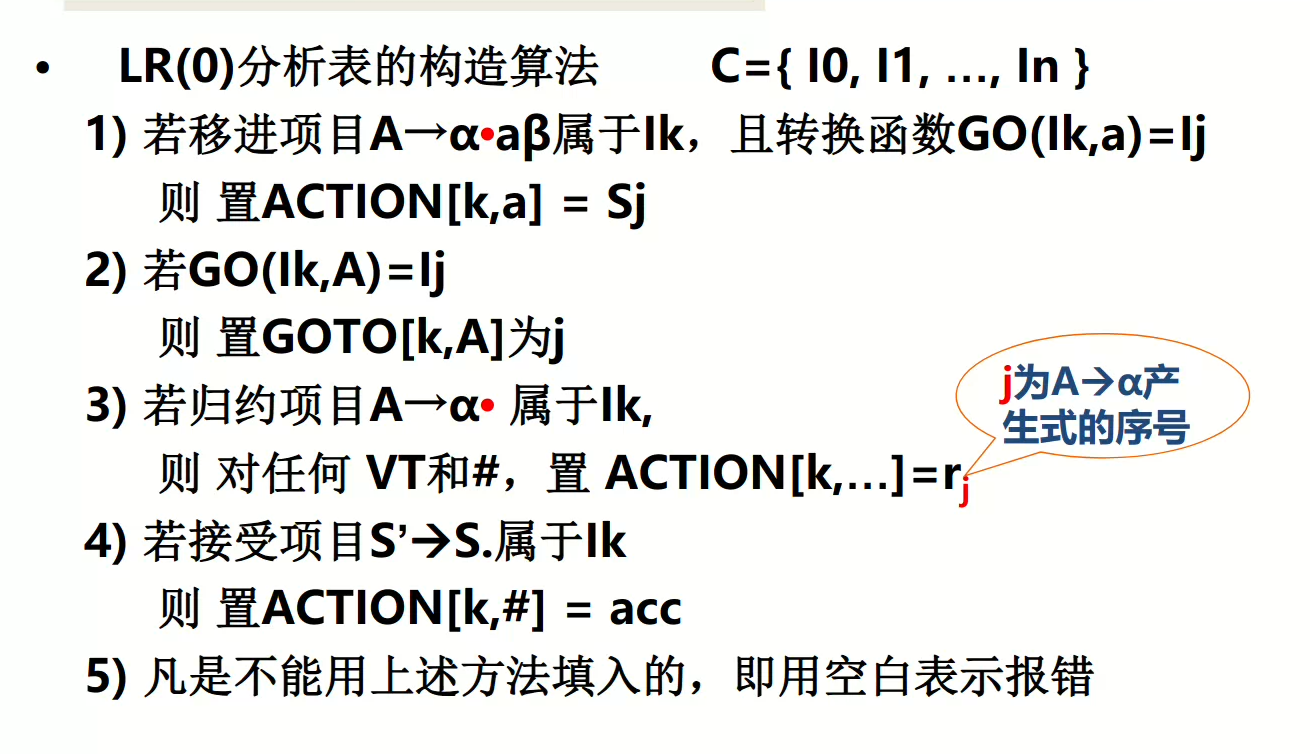 • LR(0)分析表的构造算法 C={ I0, I1, …, In }
1) 若移进项目A→α•aβ属于Ik，且转换函数GO(Ik,a)=Ij
则 置ACTION[k,a] = Sj
2) 若GO(Ik,A)=Ij
则 置GOTO[k,A]为j
3) 若归约项目A→α• 属于Ik,
j为A→α产
生式的序号
则 对任何 VT和#，置 ACTION[k,…]=rj
4) 若接受项目S’→S.属于Ik
则 置ACTION[k,#] = acc
5) 凡是不能用上述方法填入的，即用空白表示报错